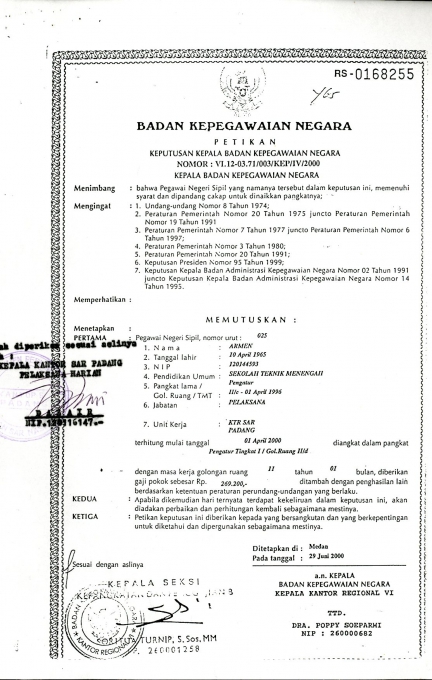 RS-0168255
BADAN KEPEGAWAIAN NEGARA
PETIKAN
KEPUTUSAN KEPALA BADAN KEPEGAWAIAN NEGARA
NOMOR : VI.12-03.71/003/KEP/IV/2000
KEPALA BADAN KEPEGAWAIAN NEGARA
Menimbang : bahwa Pegawai Negeri Sipil yang namanya tersebut dalam keputusan ini, memenuhi
syarat dan dipandang cakap untuk dinaikkan pangkatnya;
Mengingat : 1. Undang-undang Nomor 8 Tahun 1974;
2. Peraturan Pemerintah Nomor 20 Tahun 1975 juncto Peraturan Pemerintah
Nomor 19 Tahun 1991
3. Peraturan Pemerintah Nomor 7 Tahun 1977 juncto Peraturan Pemerintah Nomor 6
Tahun 1997;
4. Peraturan Pemerintah Nomor 3 Tahun 1980;
5. Peraturan Pemerintah Nomor 20 Tahun 1991;
6. Keputusan Presiden Nomor 95 Tahun 1999;
7. Keputusan Kepala Badan Administrasi Kepegawaian Negara Nomor 02 Tahun 1991
juncto Keputusan Kepala Badan Administrasi Kepegawaian Negara Nomor 14
Tahun 1995.
Memperhatikan :
MEMUTUSKAN :
Menetapkan :
PERTAMA : Pegawai Negeri Sipil, nomor urut : 025
1. Nama : ARMEN
2. Tanggal lahir : 10 April 1965
3. NIP : 120144593
4. Pendidikan Umum : SEKOLAH TEKNIK MENENGAH
5. Pangkat lama / : Pengatur
Gol. Ruang / TMT : II/c - 01 April 1996
6. Jabatan : PELAKSANA
7. Unit Kerja : KTR SAR
PADANG
terhitung mulai tanggal 01 April 2000 diangkat dalam pangkat
Pengatur Tingkat I / Gol.Ruang II/d
dengan masa kerja golongan ruang 11 tahun 01 bulan, diberikan
gaji pokok sebesar Rp. 269.200,- ditambah dengan penghasilan lain
berdasarkan ketentuan peraturan perundang-undangan yang berlaku.
KEDUA : Apabila dikemudian hari ternyata terdapat kekeliruan dalam keputusan ini, akan
diadakan perbaikan dan perhitungan kembali sebagaimana mestinya.
KETIGA : Petikan keputusan ini diberikan kepada yang bersangkutan dan yang berkepentingan
untuk diketahui dan dipergunakan sebagaimana mestinya.
ah diperiksa sesuai aslinya
KEPALA KANTOR SAR PADANG
PELAKSANA HARIAN
Ditetapkan di : Medan
Pada tanggal : 29 Juni 2000
Sesuai dengan aslinya
KEPALA SEKSI
a.n. KEPALA
BADAN KEPEGAWAIAN NEGARA
KEPALA KANTOR REGIONAL VI
TTD.
DRA. POPPY SOEPARMI
NIP : 260000682
TURNIP, S, Sos, MM
260001258